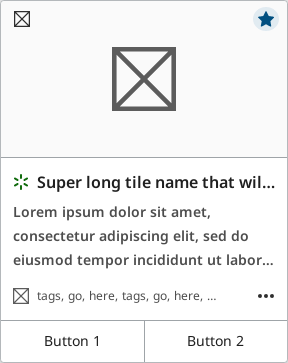 Super long tile name that wil...
Lorem ipsum dolor sit amet,
consectetur adipiscing elit, sed do
eiusmod tempor incididunt ut labor...
tags, go, here, tags, go, here, ...
Button 1
Button 2